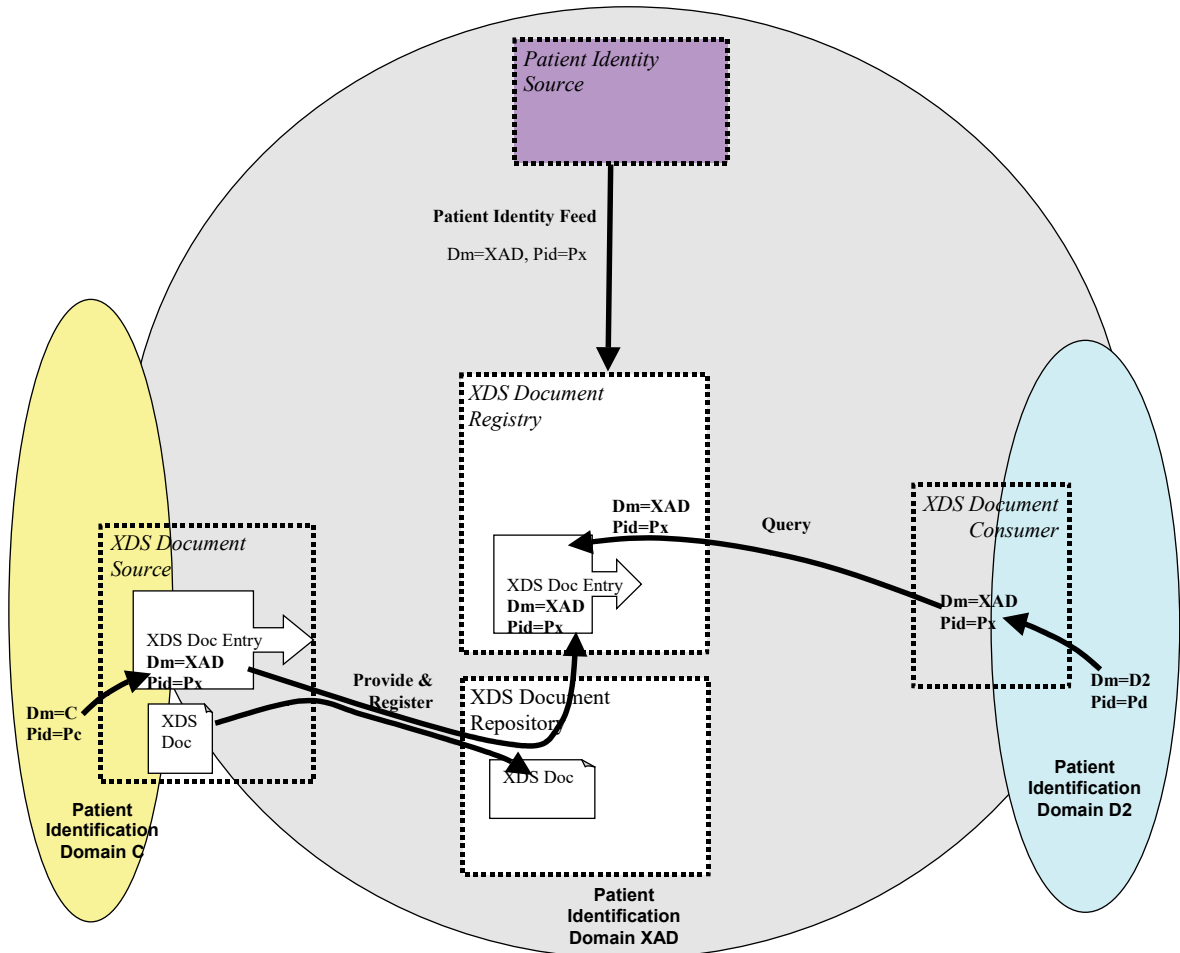 Patient Identity
Source
Patient Identity Feed
Dm=XAD, Pid=Px
XDS Document
Registry
Dm=XAD
Pid=Px
Query
XDS Doc Entry
Dm=XAD
Pid=Px
XDS Document
Consumer
Dm=XAD
Pid=Px
Dm=D2
Pid=Pd
Patient
Identification
Domain D2
XDS Document
Source
XDS Doc Entry
Dm=XAD
Pid=Px
Dm=C
Pid=Pc
XDS
Doc
Patient
Identification
Domain C
Provide &
Register
XDS Document
Repository
XDS Doc
Patient
Identification
Domain XAD